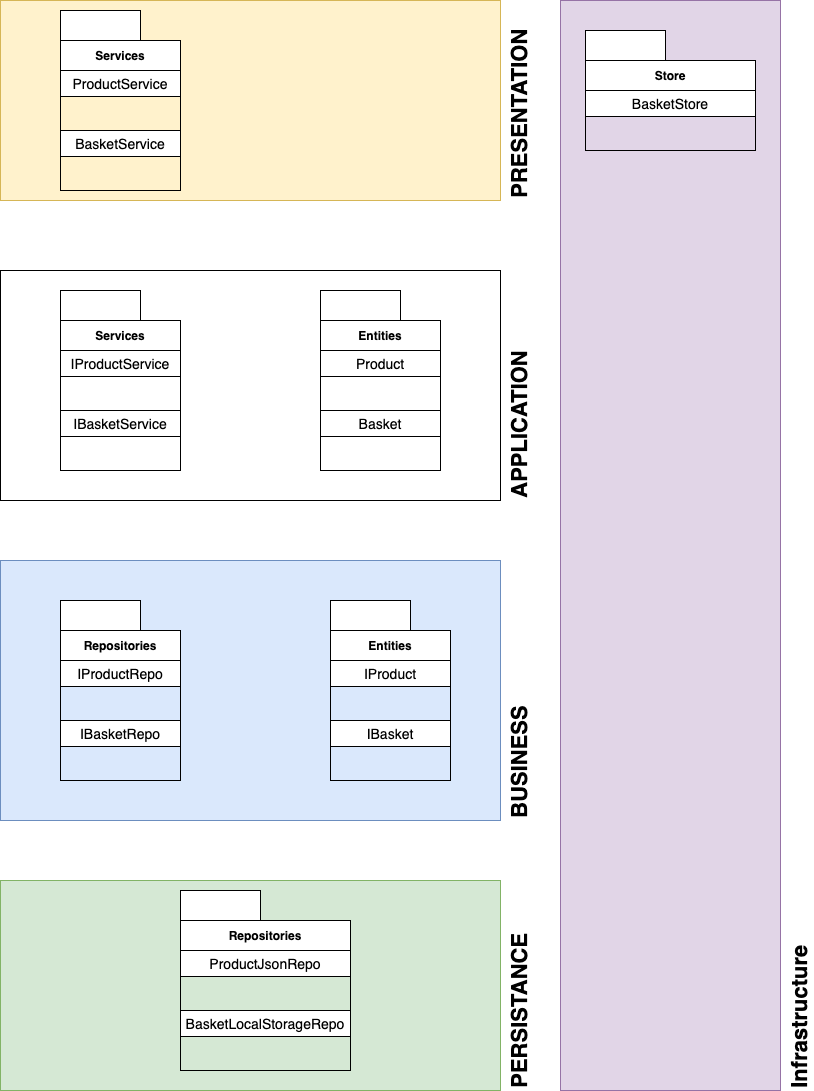 Services
ProductService
BasketService
PRESENTATION
Store
BasketStore
Services
IProductService
IBasketService
Entities
Product
Basket
APPLICATION
Repositories
IProductRepo
IBasketRepo
Entities
IProduct
IBasket
BUSINESS
Repositories
ProductJsonRepo
BasketLocalStorageRepo
PERSISTANCE
Infrastructure